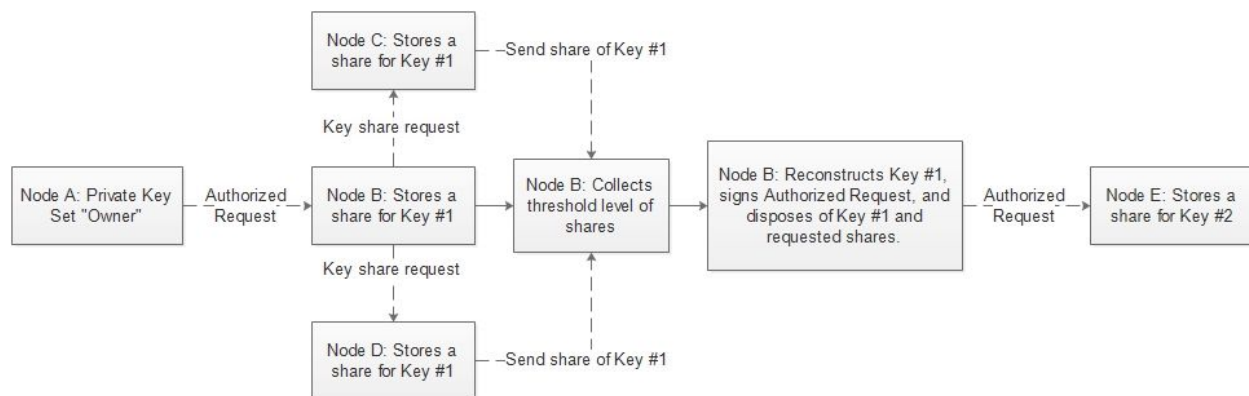 Node C: Stores a
share for Key #1
Send share of Key #1
Key share request
Node A: Private Key
Set "Owner"
Authorized
Request
Node B: Stores a
share for Key #1
Node B: Collects
threshold level of
shares
Node B: Reconstructs Key #1,
signs Authorized Request, and
disposes of Key #1 and
requested shares.
Authorized
Request
Node E: Stores a
share for Key #2
Key share request
Node D: Stores a
share for Key #1
Send share of Key #1